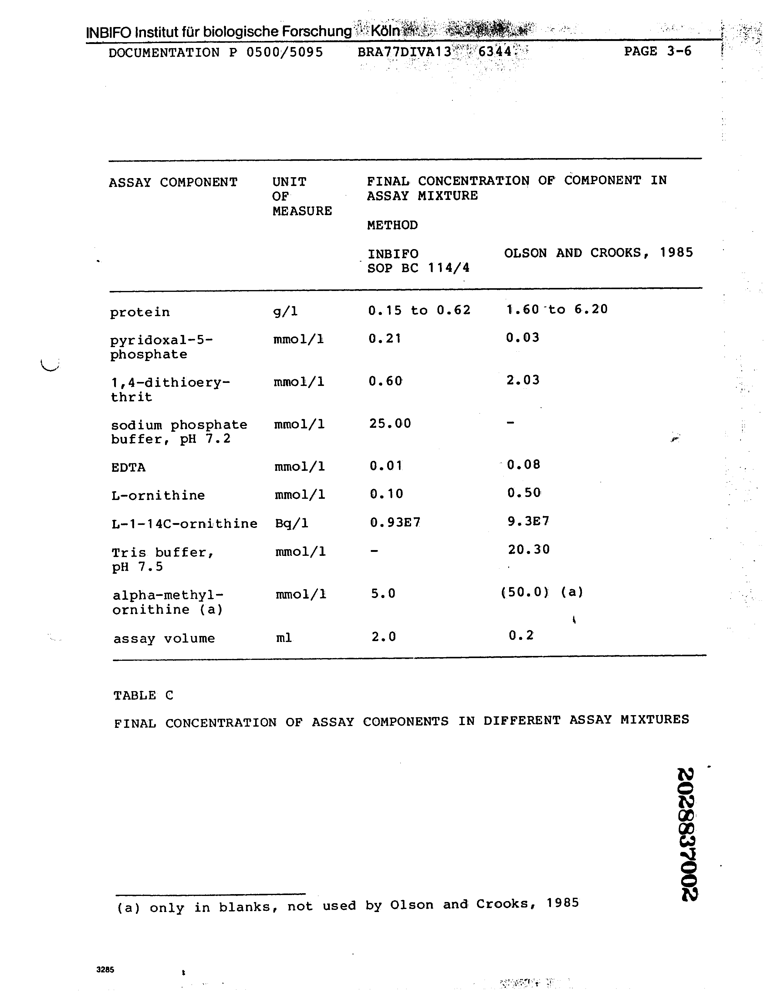 INBIFO Institut für biologische Forschung Köln
DOCUMENTATION P 0500/5095 BRA77DIVA13 6344 PAGE 3-6
ASSAY COMPONENT UNIT FINAL CONCENTRATION OF COMPONENT IN
OF ASSAY MIXTURE
MEASURE
METHOD
INBIFO OLSON AND CROOKS, 1985
SOP BC 114/4
protein g/l 0.15 to 0.62 1.60 to 6.20
pyridoxal-5- mmol/l 0.21 0.03
phosphate
1,4-dithioery- mmol/l 0.60 2.03
thrit
sodium phosphate mmol/l 25.00 -
buffer, pH 7.2
EDTA mmol/l 0.01 0.08
L-ornithine mmol/l 0.10 0.50
L-1-14C-ornithine Bq/l 0.93E7 9.3E7
Tris buffer, mmol/l - 20.30
pH 7.5
alpha-methyl- mmol/l 5.0 (50.0) (a)
ornithine (a)
assay volume ml 2.0 0.2
TABLE C
FINAL CONCENTRATION OF ASSAY COMPONENTS IN DIFFERENT ASSAY MIXTURES
2028837002
(a) only in blanks, not used by Olson and Crooks, 1985
3285